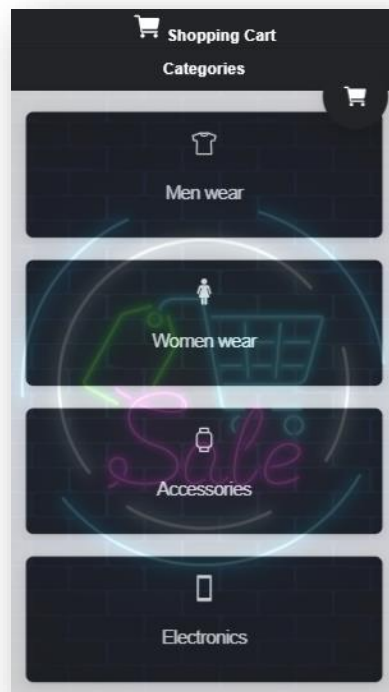 Shopping Cart
Categories
Men wear
Women wear
Sale
Accessories
Electronics